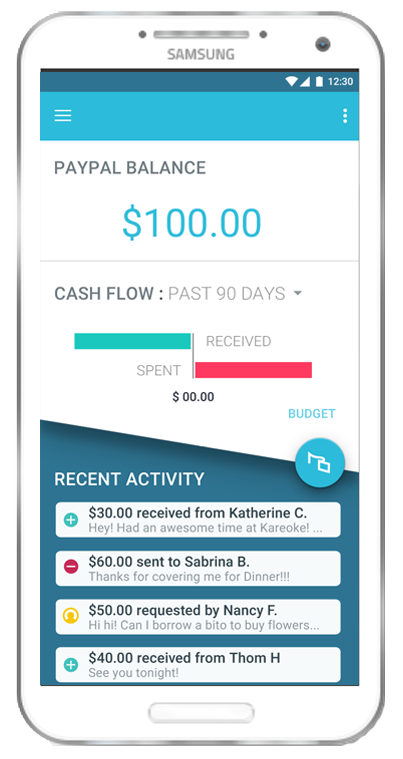 SAMSUNG
12:30
PAYPAL BALANCE
$100.00
CASH FLOW : PAST 90 DAYS
RECEIVED
SPENT
$ 00.00
BUDGET
RECENT ACTIVITY
$30.00 received from Katherine C.
Hey! Had an awesome time at Kareoke! ...
$60.00 sent to Sabrina B.
Thanks for covering me for Dinner!!!
$50.00 requested by Nancy F.
Hi hi! Can I borrow a bito to buy flowers...
$40.00 received from Thom H
See you tonight!